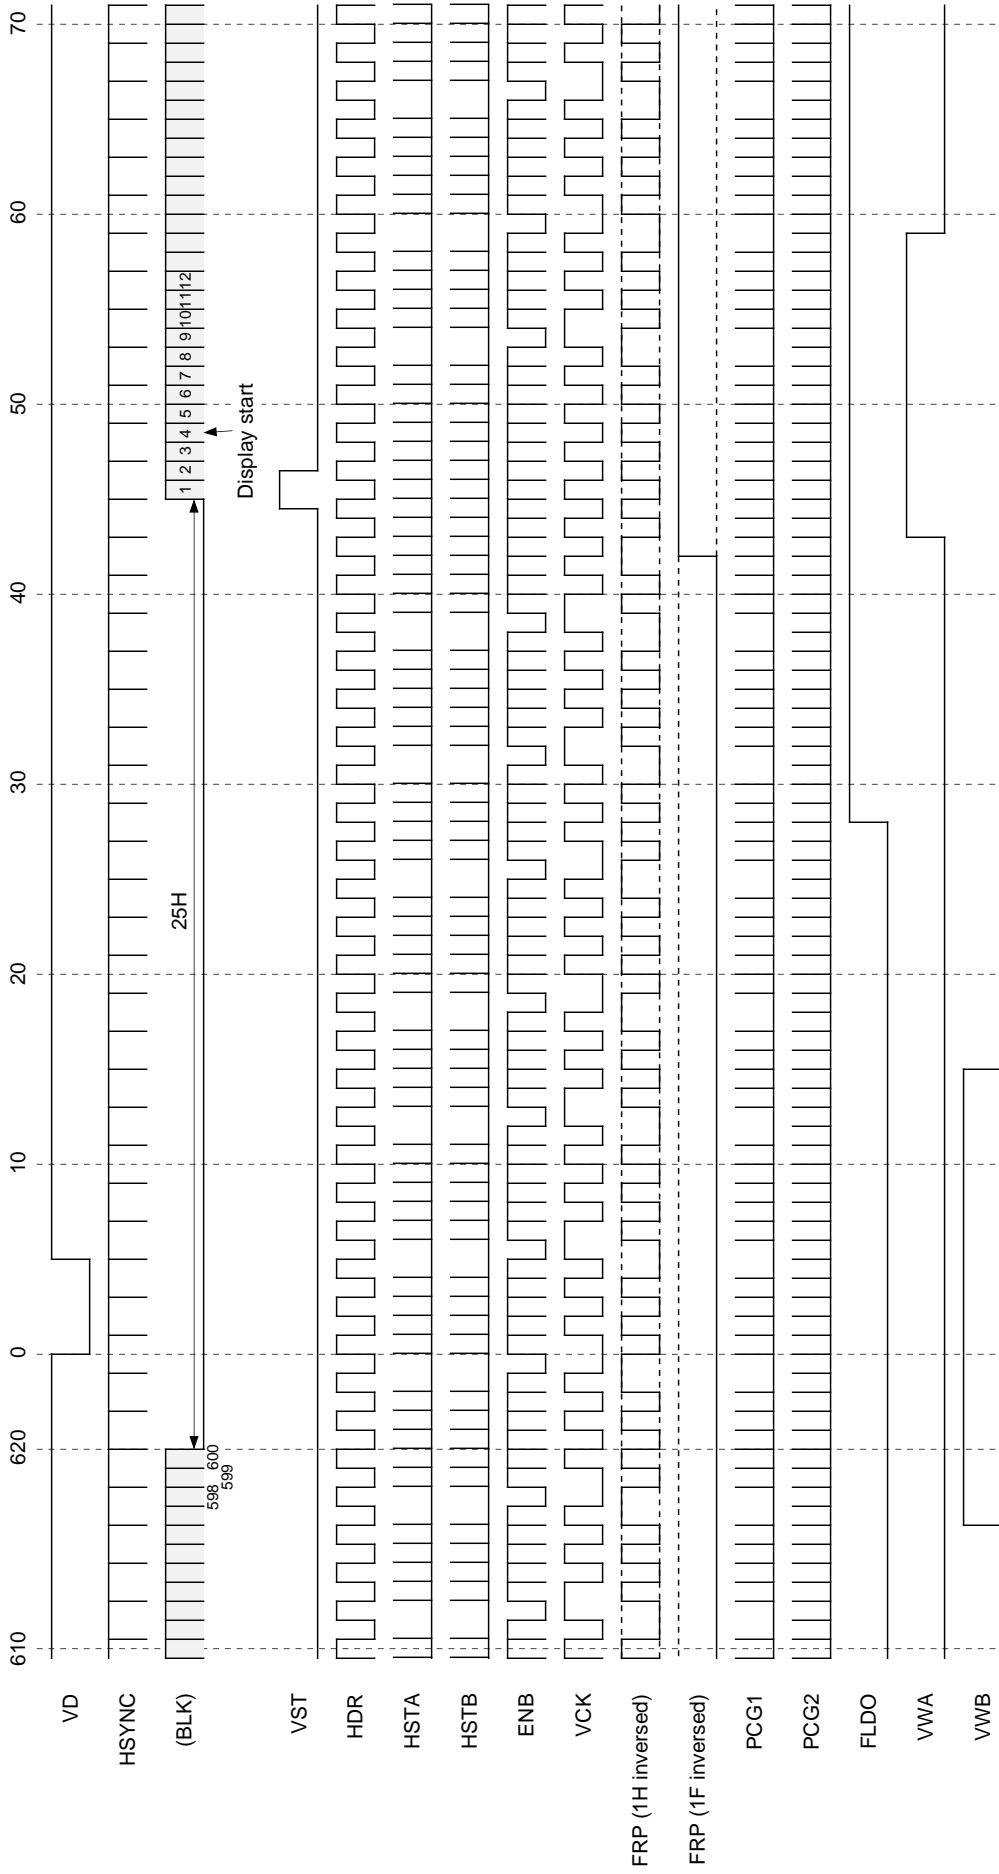 610
620
0
10
20
30
40
50
60
70
VD
HSYNC
(BLK)
598
599
600
25H
1 2 3 4 5 6 7 8 9 10 11 12
Display start
VST
HDR
HSTA
HSTB
ENB
VCK
FRP (1H inversed)
FRP (1F inversed)
PCG1
PCG2
FLDO
VWA
VWB